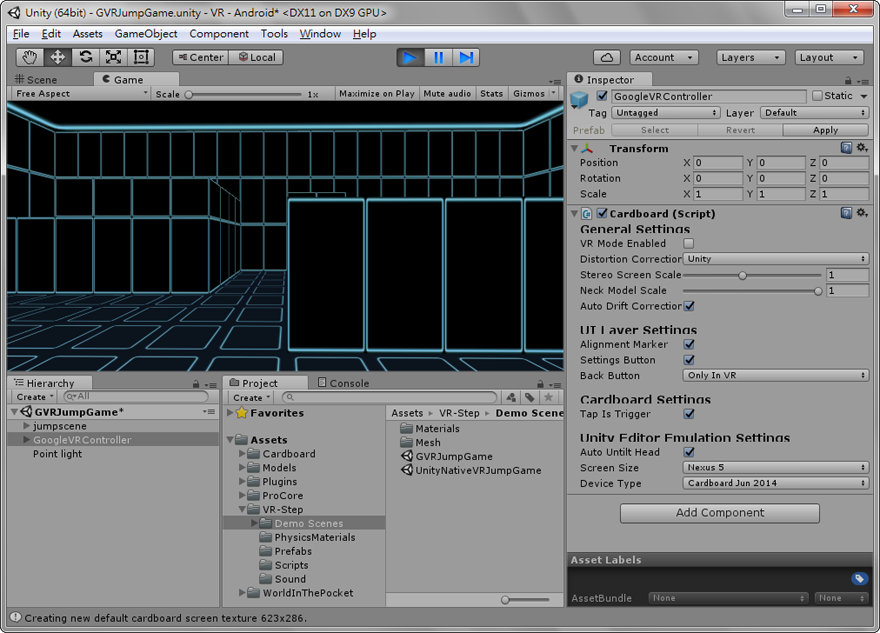 Unity (64bit) - GVRJumpGame.unity - VR - Android* <DX11 on DX9 GPU>
File Edit Assets GameObject Component Tools Window Help
Center Local Account Layers Layout
Scene Game
Free Aspect Scale 1x Maximize on Play Mute audio Stats Gizmos
Inspector
GoogleVRController Static
Tag Untagged Layer Default
Prefab Select Revert Apply
Transform
Position X 0 Y 0 Z 0
Rotation X 0 Y 0 Z 0
Scale X 1 Y 1 Z 1
Cardboard (Script)
General Settings
VR Mode Enabled
Distortion Correction Unity
Stereo Screen Scale 1
Neck Model Scale 1
Auto Drift Correction
UI Layer Settings
Alignment Marker
Settings Button
Back Button Only In VR
Cardboard Settings
Tap Is Trigger
Unity Editor Emulation Settings
Auto Untilt Head
Screen Size Nexus 5
Device Type Cardboard Jun 2014
Add Component
Asset Labels
AssetBundle None None
Hierarchy
Create All
GVRJumpGame*
jumpscene
GoogleVRController
Point light
Project Console
Create
Favorites
Assets
Cardboard
Models
Plugins
ProCore
VR-Step
Demo Scenes
PhysicsMaterials
Prefabs
Scripts
Sound
WorldInThePocket
Assets VR-Step Demo Scene
Materials
Mesh
GVRJumpGame
UnityNativeVRJumpGame
Creating new default cardboard screen texture 623x286.